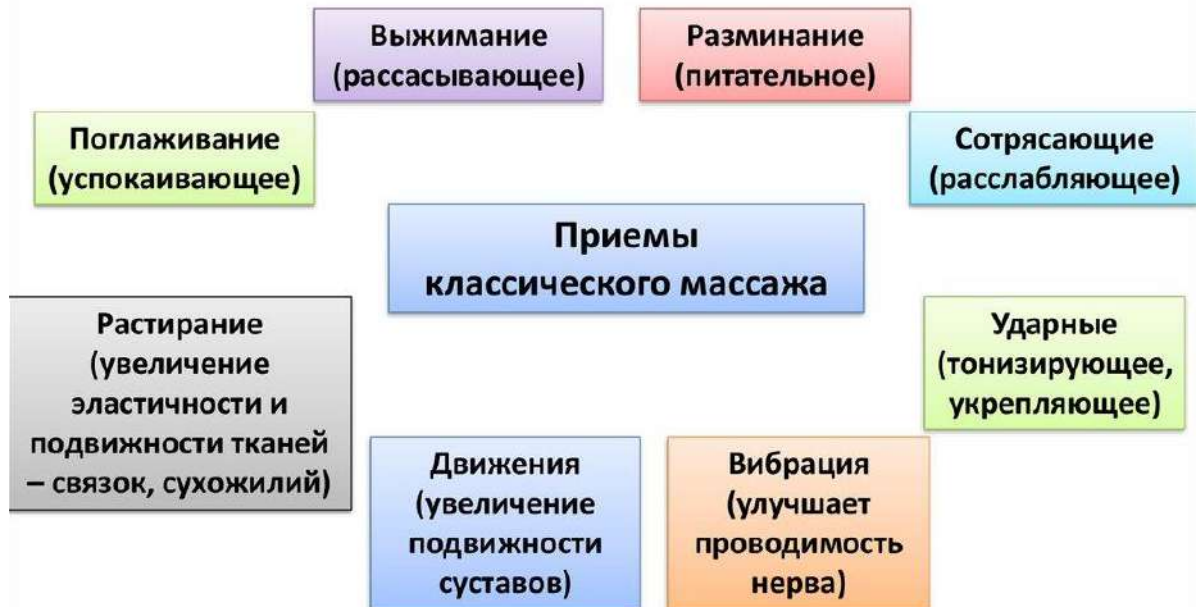 Выжимание
(рассасывающее)
Разминание
(питательное)
Поглаживание
(успокаивающее)
Сотрясающие
(расслабляющее)
Приемы
классического массажа
Растирание
(увеличение
эластичности и
подвижности тканей
– связок, сухожилий)
Ударные
(тонизирующее,
укрепляющее)
Движения
(увеличение
подвижности
суставов)
Вибрация
(улучшает
проводимость
нерва)